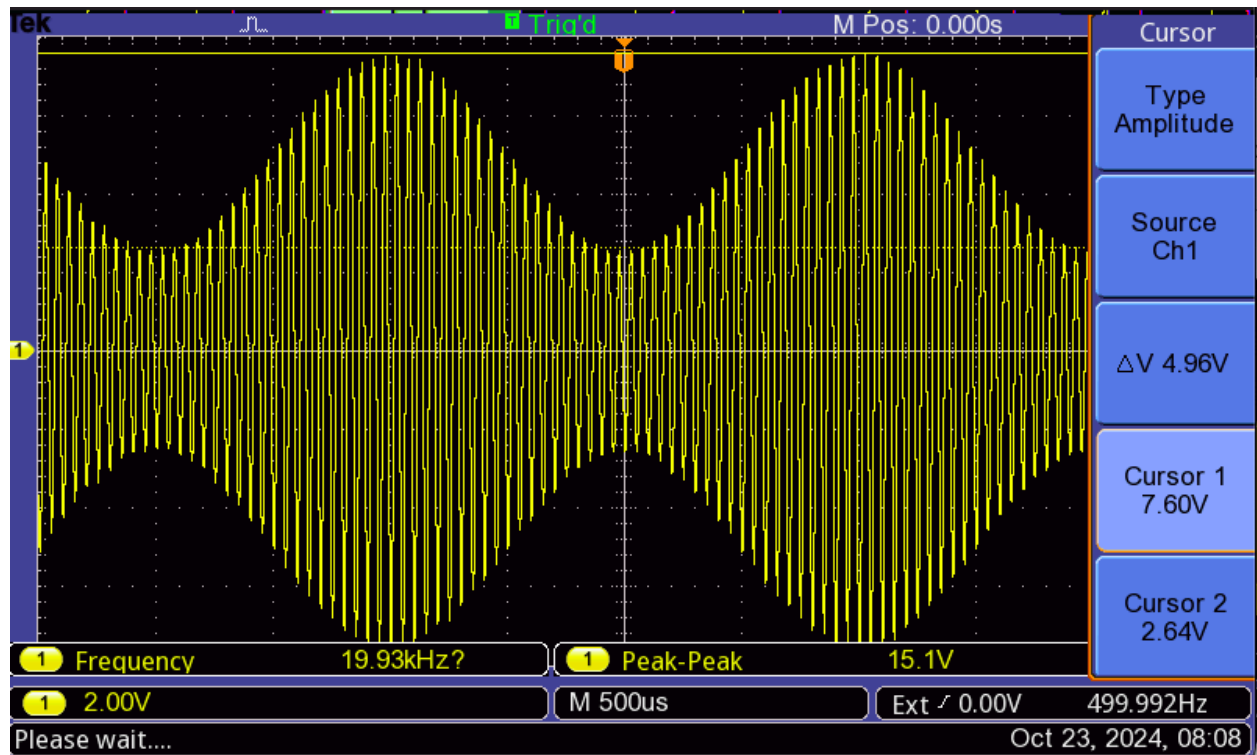 Tek
T Trig'd
M Pos: 0.000s
Cursor
Type
Amplitude
Source
Ch1
△V 4.96V
Cursor 1
7.60V
Cursor 2
2.64V
T
1
1 Frequency 19.93kHz?
1 Peak-Peak 15.1V
1 2.00V
M 500us
Ext / 0.00V 499.992Hz
Please wait....
Oct 23, 2024, 08:08